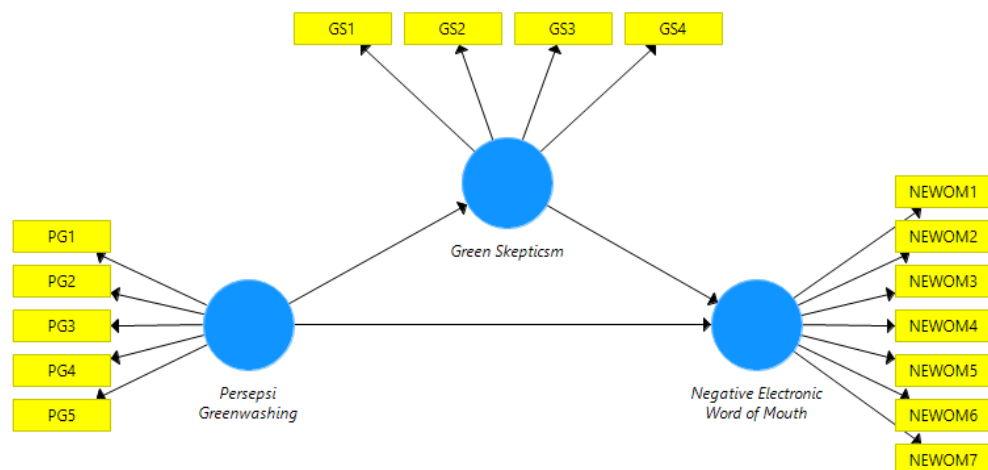 GS1
GS2
GS3
GS4
Green Skepticsm
PG1
PG2
PG3
PG4
PG5
Persepsi
Greenwashing
NEWOM1
NEWOM2
NEWOM3
NEWOM4
NEWOM5
NEWOM6
NEWOM7
Negative Electronic
Word of Mouth